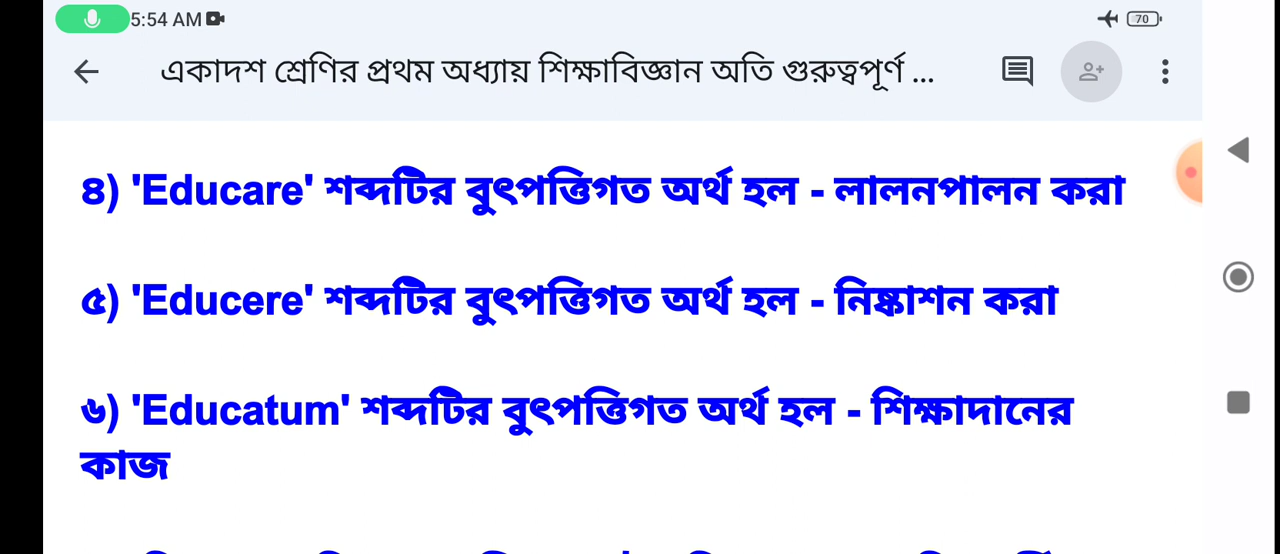 5:54 AM
70
একাদশ শ্রেণির প্রথম অধ্যায় শিক্ষাবিজ্ঞান অতি গুরুত্বপূর্ণ ...
৪) 'Educare' শব্দটির বুৎপত্তিগত অর্থ হল - লালনপালন করা
৫) 'Educere' শব্দটির বুৎপত্তিগত অর্থ হল - নিষ্কাশন করা
৬) 'Educatum' শব্দটির বুৎপত্তিগত অর্থ হল - শিক্ষাদানের
কাজ